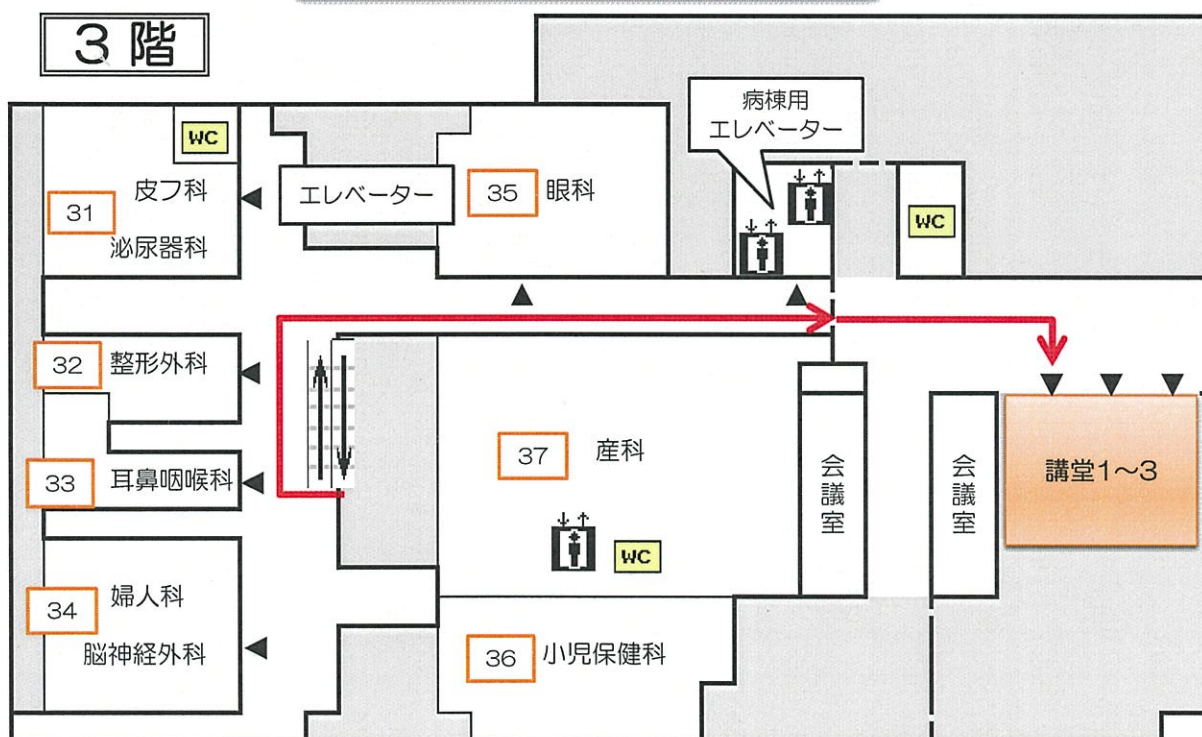 3階
WC
皮フ科
31
泌尿器科
エレベーター
35
眼科
病棟用
エレベーター
WC
32
整形外科
33
耳鼻咽喉科
34
婦人科
脳神経外科
37
産科
WC
36
小児保健科
会議室
会議室
講堂1～3